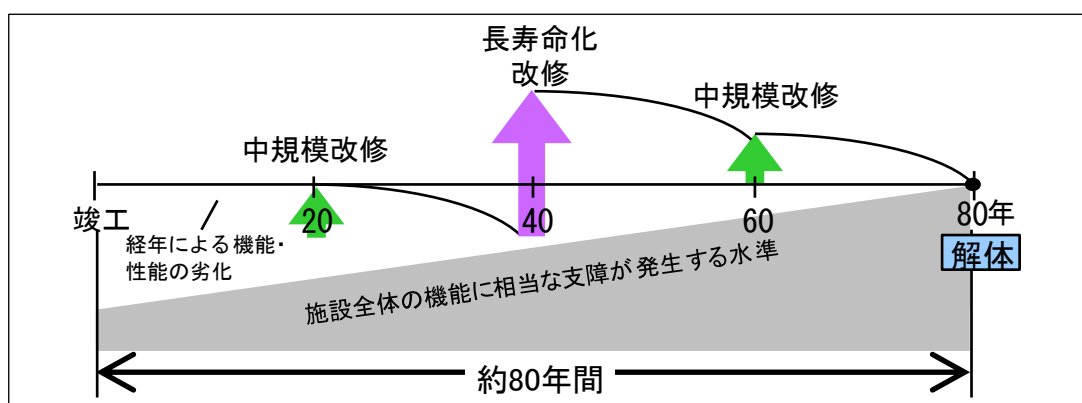 長寿命化
改修
中規模改修
中規模改修
竣工
20
40
60
80年
解体
経年による機能・
性能の劣化
施設全体の機能に相当な支障が発生する水準
約80年間